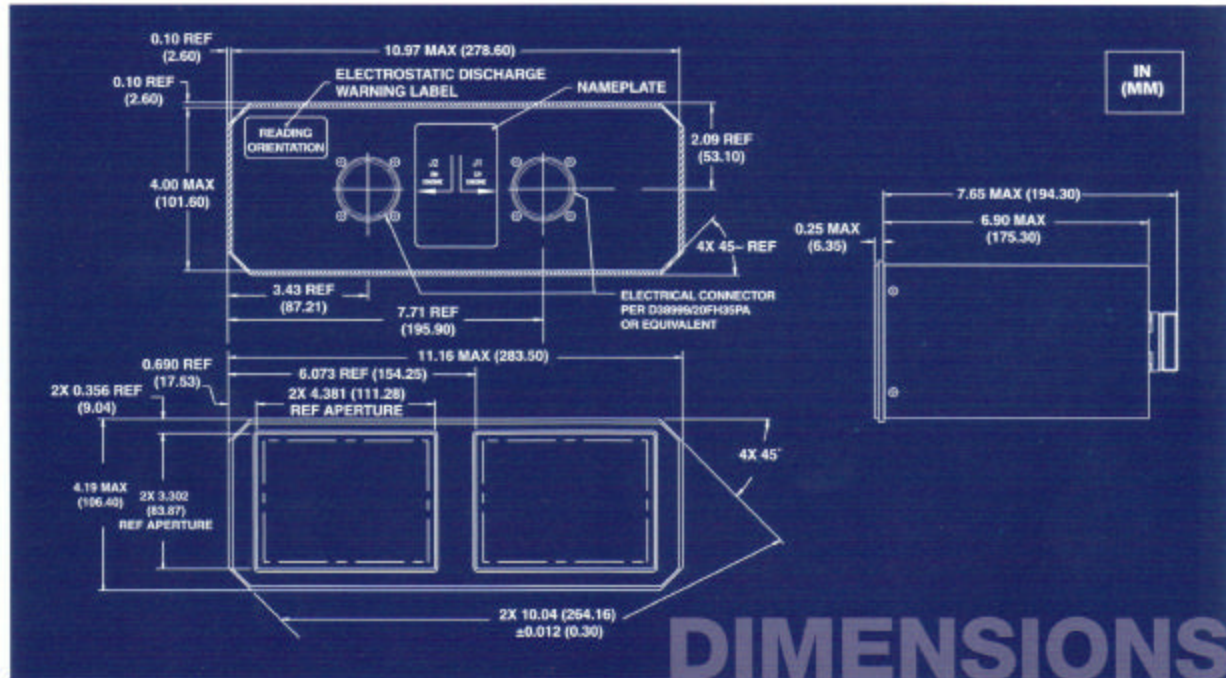 0.10 REF
(2.60)
10.97 MAX (278.60)
IN
(MM)
0.10 REF
(2.60)
ELECTROSTATIC DISCHARGE
WARNING LABEL
NAMEPLATE
READING
ORIENTATION
2.09 REF
(53.10)
J2
J1
ENGINE
ENGINE
4.00 MAX
(101.60)
7.65 MAX (194.30)
6.90 MAX
(175.30)
0.25 MAX
(6.35)
4X 45~ REF
3.43 REF
(87.21)
7.71 REF
(195.90)
ELECTRICAL CONNECTOR
PER D38999/20FH35PA
OR EQUIVALENT
11.16 MAX (283.50)
0.690 REF
(17.53)
6.073 REF (154.25)
2X 0.356 REF
(9.04)
2X 4.381 (111.28)
REF APERTURE
4X 45~
4.19 MAX
(106.40)
2X 3.302
(83.87)
REF APERTURE
2X 10.04 (264.16)
±0.012 (0.30)
DIMENSIONS